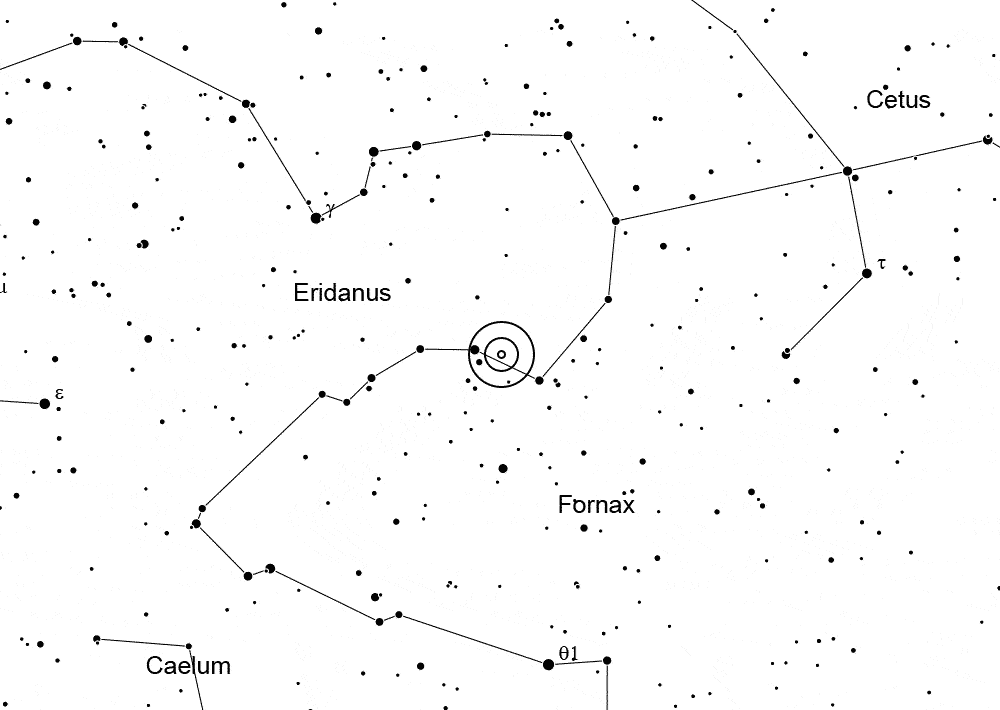 Cetus
γ
τ
μ
Eridanus
ε
Fornax
θ1
Caelum